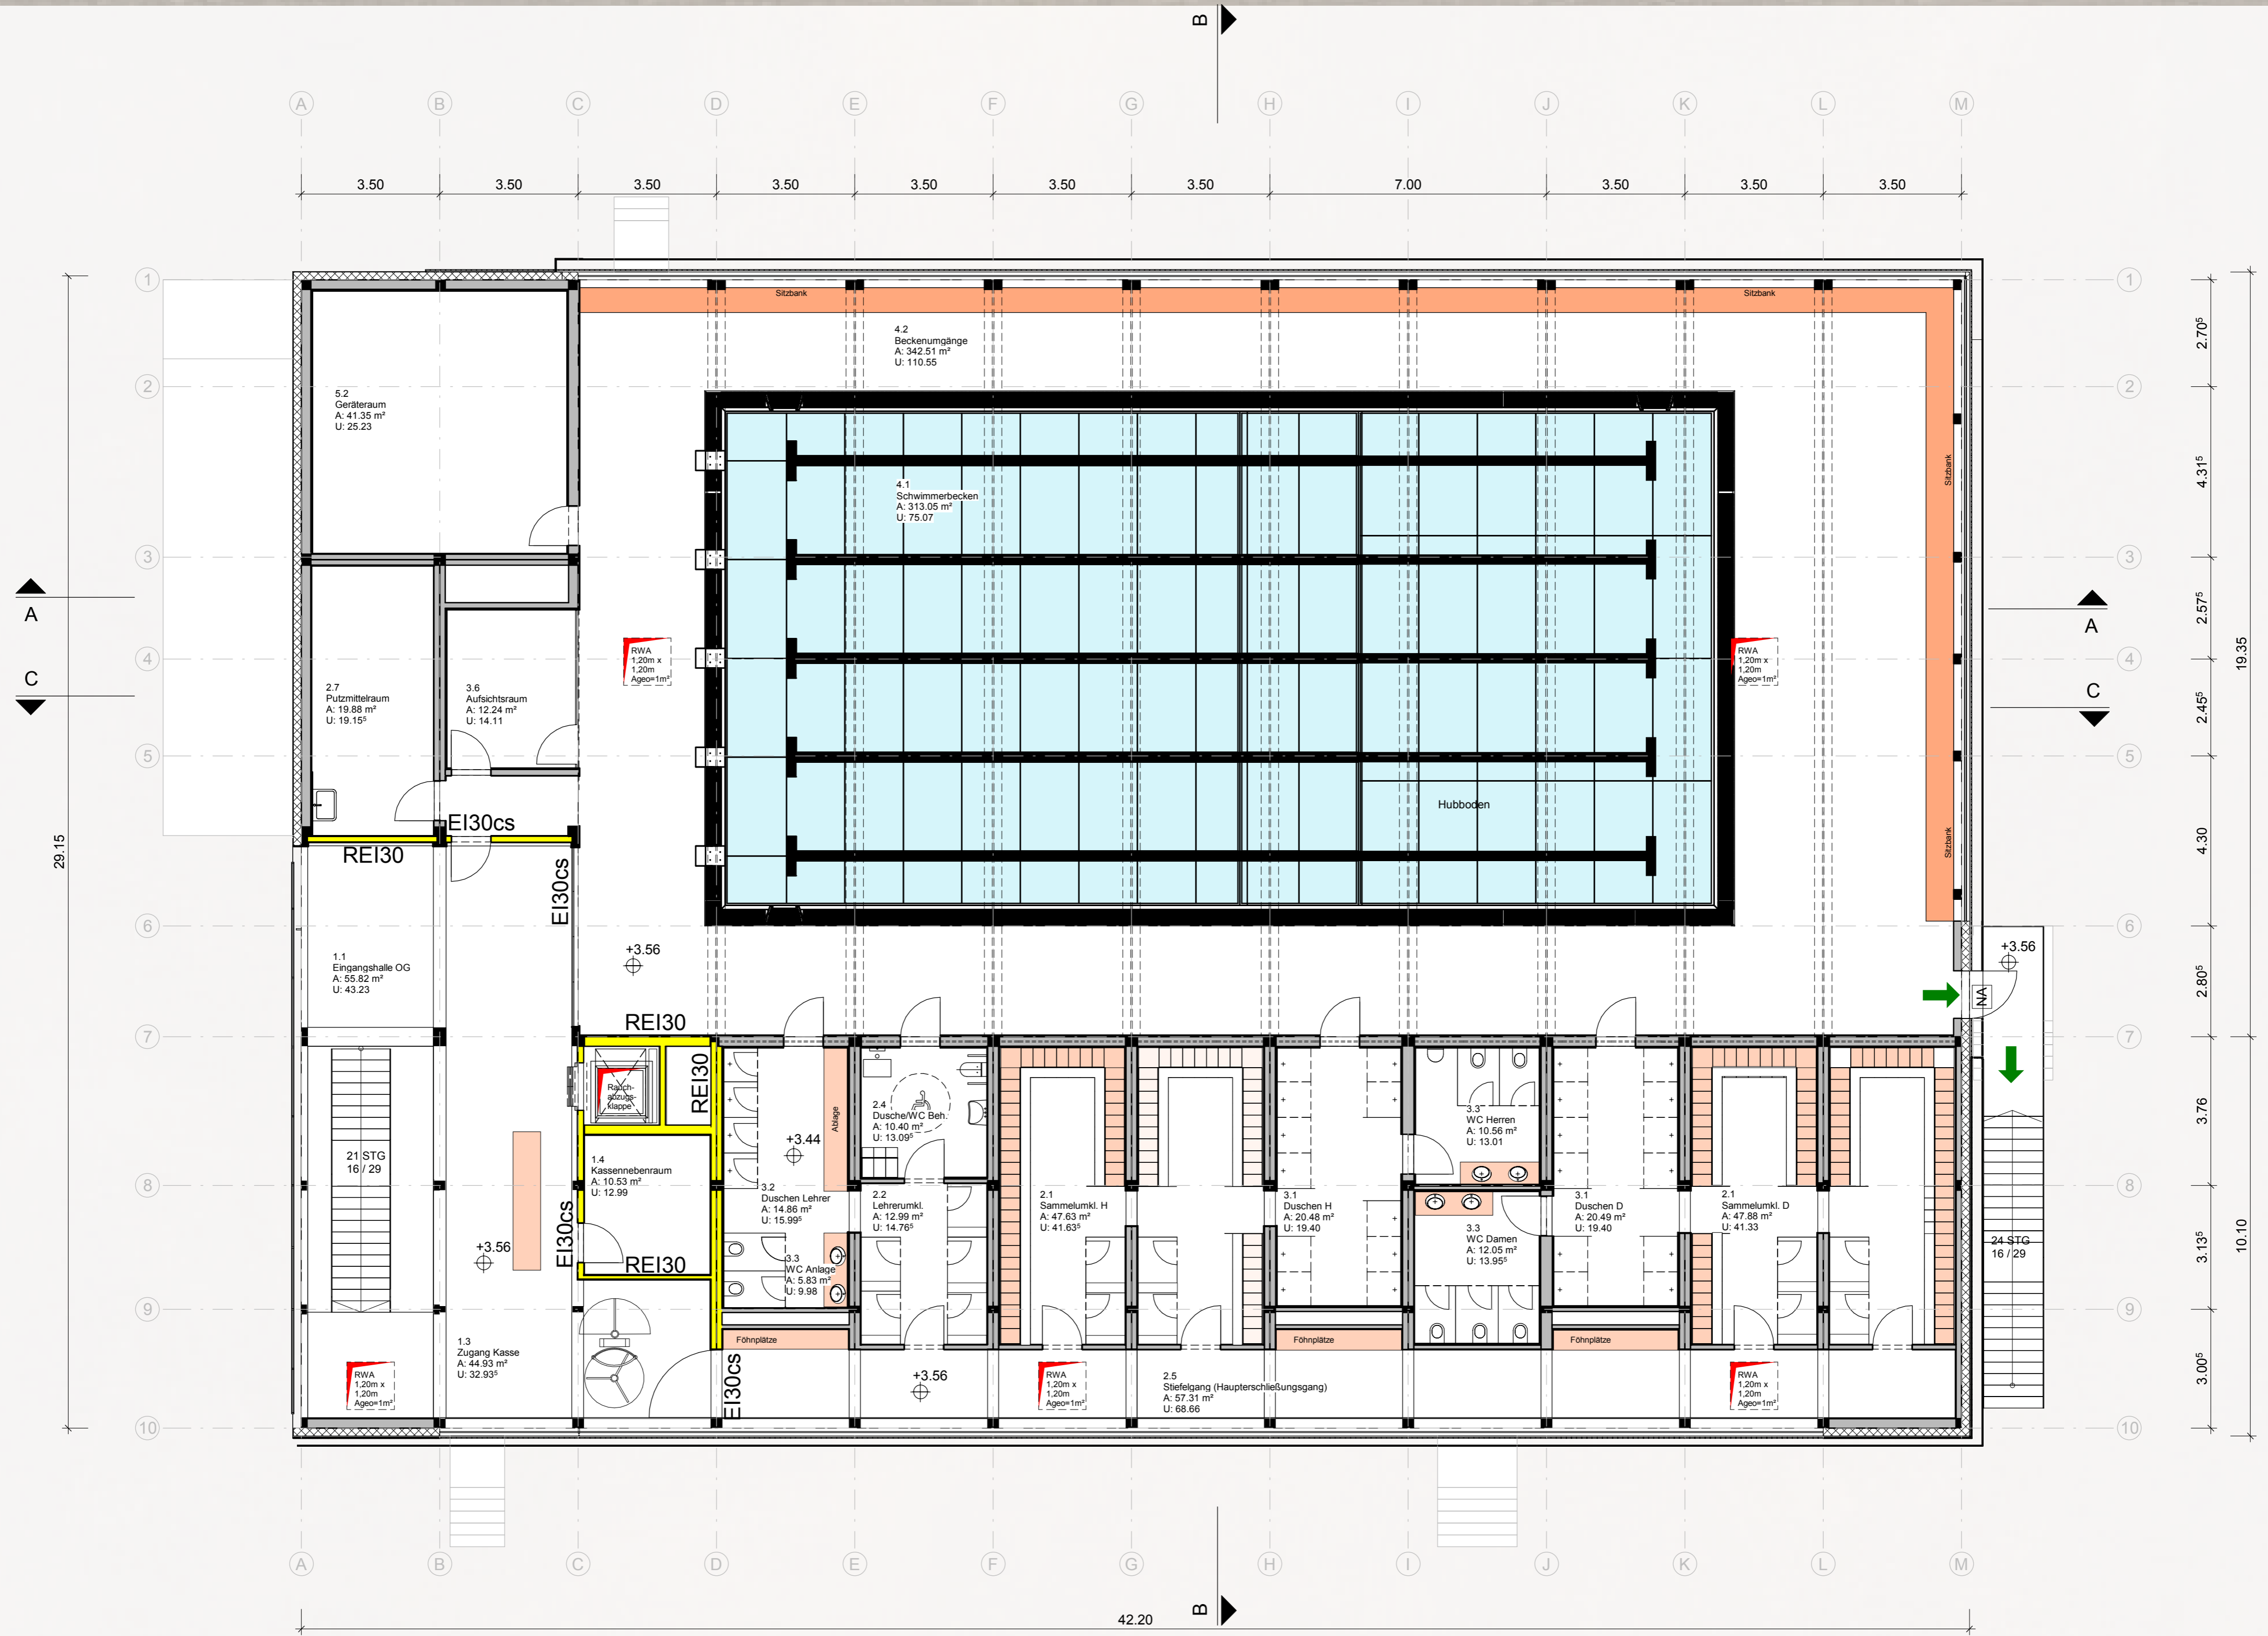 B
A B C D E F G H I J K L M
3.50 3.50 3.50 3.50 3.50 3.50 3.50 7.00 3.50 3.50 3.50
1 1
Sitzbank Sitzbank
4.2
Beckenumgänge
A: 342.51 m²
U: 110.55
2.70⁵
2 2
5.2
Geräteraum
A: 41.35 m²
U: 25.23
Sitzbank
4.31⁵
4.1
Schwimmerbecken
A: 313.05 m²
U: 75.07
3 3
A A
2.57⁵
19.35
RWA
1,20m x
1,20m
Ageo=1m²
RWA
1,20m x
1,20m
Ageo=1m²
4 4
C C
2.7
Putzmittelraum
A: 19.88 m²
U: 19.15⁵
3.6
Aufsichtsraum
A: 12.24 m²
U: 14.11
2.45⁵
5 5
Hubboden
EI30cs
REI30
29.15
Sitzbank
4.30
EI30cs
6 6
+3.56
+3.56
1.1
Eingangshalle OG
A: 55.82 m²
U: 43.23
NA
2.80⁵
REI30
7 7
REI30
Rauch-
abzugs-
klappe
Ablage
2.4
Dusche/WC Beh.
A: 10.40 m²
U: 13.09⁵
3.3
WC Herren
A: 10.56 m²
U: 13.01
3.76
+3.44
21 STG
16 / 29
1.4
Kassennebenraum
A: 10.53 m²
U: 12.99
8 8
3.2
Duschen Lehrer
A: 14.86 m²
U: 15.99⁵
2.2
Lehrerumkl.
A: 12.99 m²
U: 14.76⁵
2.1
Sammelumkl. H
A: 47.63 m²
U: 41.63⁵
3.1
Duschen H
A: 20.48 m²
U: 19.40
3.3
WC Damen
A: 12.05 m²
U: 13.95⁵
3.1
Duschen D
A: 20.49 m²
U: 19.40
2.1
Sammelumkl. D
A: 47.88 m²
U: 41.33
24 STG
16 / 29
3.13⁵
10.10
+3.56
EI30cs
REI30
3.3
WC Anlage
A: 5.83 m²
U: 9.98
9 9
Föhnplätze Föhnplätze Föhnplätze
1.3
Zugang Kasse
A: 44.93 m²
U: 32.93⁵
RWA
1,20m x
1,20m
Ageo=1m²
EI30cs
+3.56
RWA
1,20m x
1,20m
Ageo=1m²
2.5
Stiefelgang (Haupterschließungsgang)
A: 57.31 m²
U: 68.66
RWA
1,20m x
1,20m
Ageo=1m²
3.00⁵
10 10
A B C D E F G H I J K L M
B
42.20